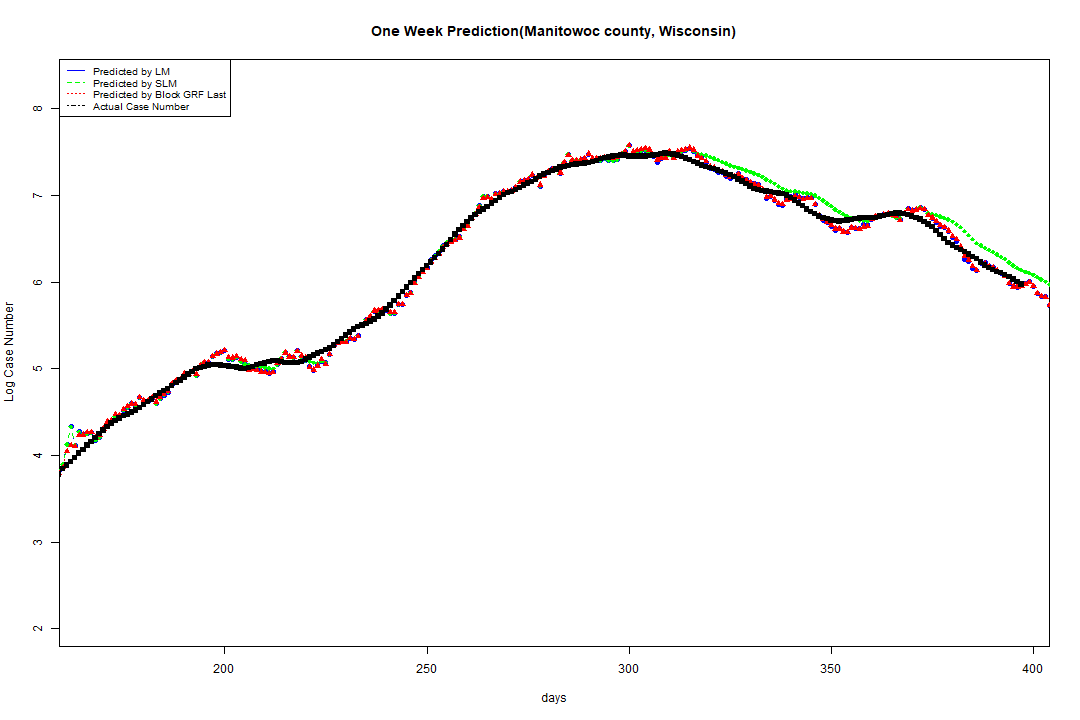 One Week Prediction(Manitowoc county, Wisconsin)
Predicted by LM
Predicted by SLM
Predicted by Block GRF Last
Actual Case Number
8
7
6
5
4
3
2
Log Case Number
200 250 300 350 400
days